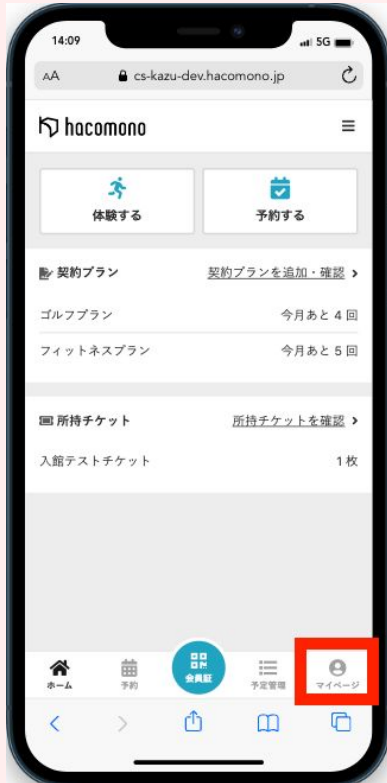 14:09
5G
AA
cs-kazu-dev.hacomono.jp
hacomono
体験する
予約する
契約プラン
契約プランを追加・確認
ゴルフプラン
今月あと 4 回
フィットネスプラン
今月あと 5 回
所持チケット
所持チケットを確認
入館テストチケット
1 枚
ホーム
予約
会員証
予定管理
マイページ